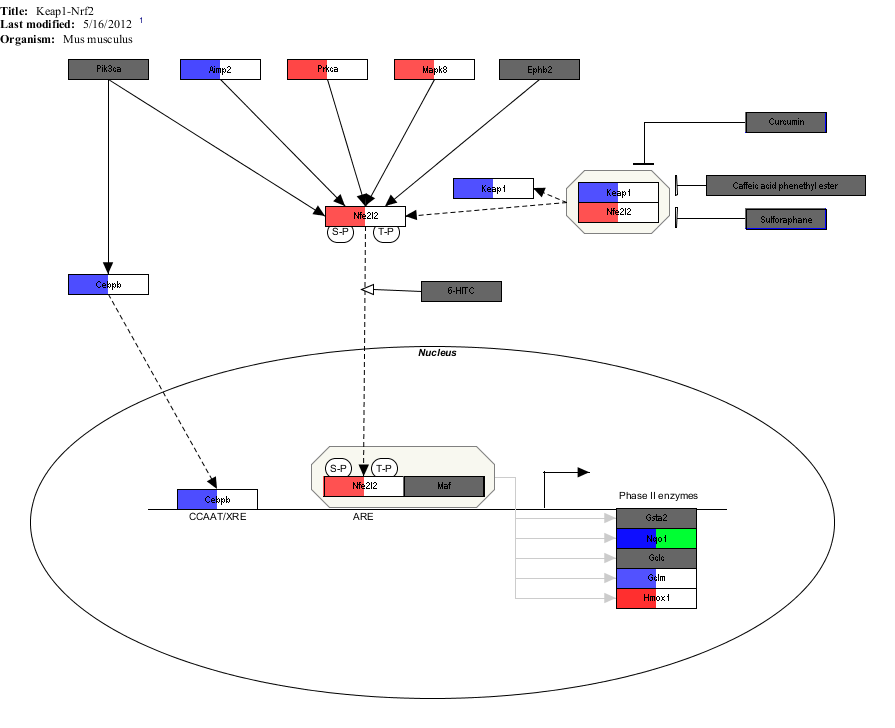 Title: Keap1-Nrf2
Last modified: 5/16/2012 1
Organism: Mus musculus
Pik3ca
Aimp2
Prkca
Mapk8
Ephb2
Curcumin
Keap1
Keap1
Caffeic acid phenethyl ester
Nfe2l2
Nfe2l2
Sulforaphane
S-P
T-P
Cebpb
6-HITC
Nucleus
S-P
T-P
Nfe2l2
Maf
Cebpb
Phase II enzymes
CCAAT/XRE
ARE
Gsta2
Nqo1
Gclc
Gclm
Hmox1